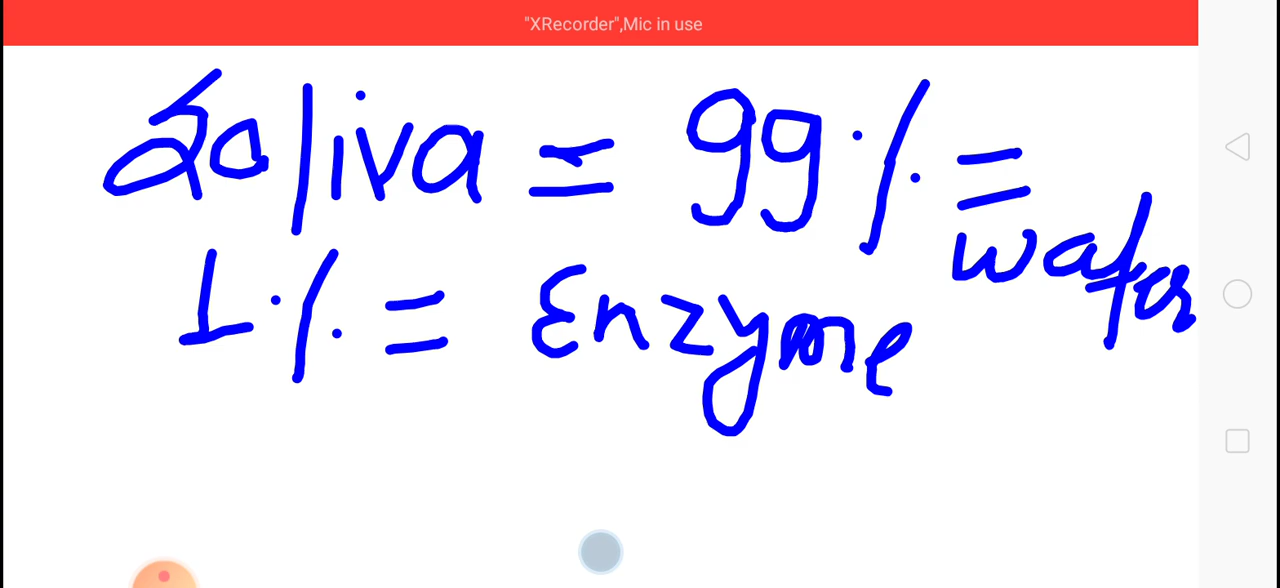 "XRecorder",Mic in use
Saliva = 99% = water
1% = Enzyme